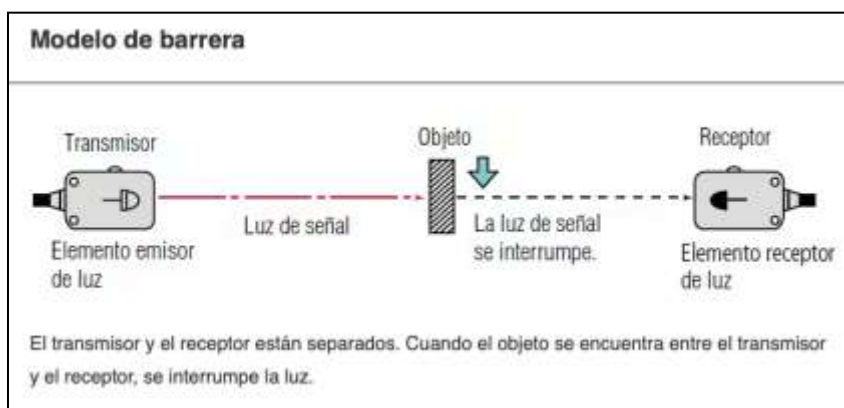 Modelo de barrera
Transmisor
Objeto
Receptor
Luz de señal
La luz de señal
se interrumpe.
Elemento emisor
de luz
Elemento receptor
de luz
El transmisor y el receptor están separados. Cuando el objeto se encuentra entre el transmisor
y el receptor, se interrumpe la luz.